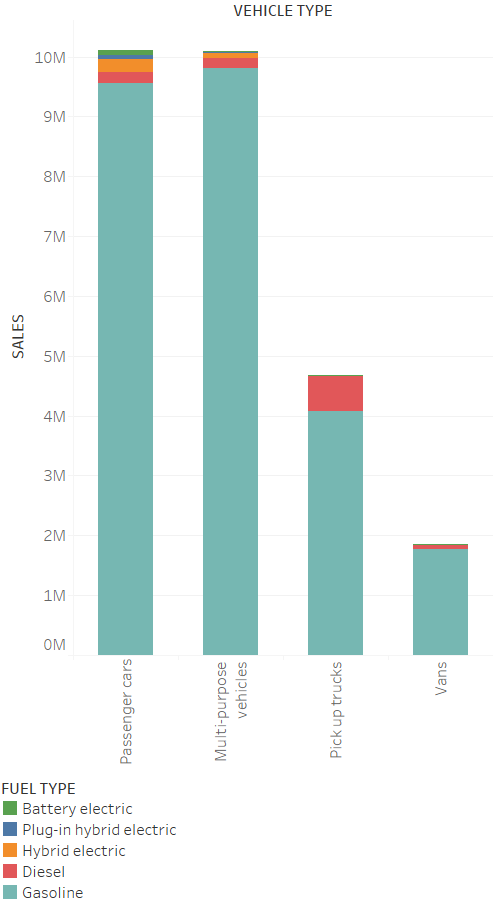 VEHICLE TYPE
10M
9M
8M
7M
6M
5M
4M
3M
2M
1M
0M
SALES
Passenger cars
Multi-purpose
vehicles
Pick up trucks
Vans
FUEL TYPE
Battery electric
Plug-in hybrid electric
Hybrid electric
Diesel
Gasoline